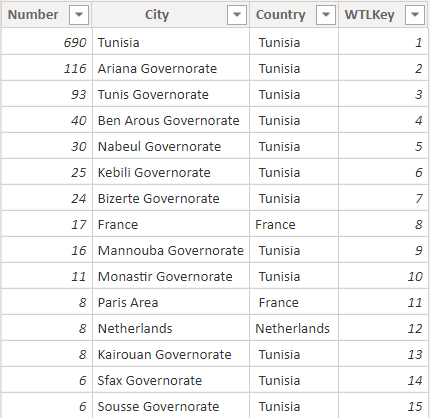 Number City Country WTLKey
690 Tunisia Tunisia 1
116 Ariana Governorate Tunisia 2
93 Tunis Governorate Tunisia 3
40 Ben Arous Governorate Tunisia 4
30 Nabeul Governorate Tunisia 5
25 Kebili Governorate Tunisia 6
24 Bizerte Governorate Tunisia 7
17 France France 8
16 Mannouba Governorate Tunisia 9
11 Monastir Governorate Tunisia 10
8 Paris Area France 11
8 Netherlands Netherlands 12
8 Kairouan Governorate Tunisia 13
6 Sfax Governorate Tunisia 14
6 Sousse Governorate Tunisia 15